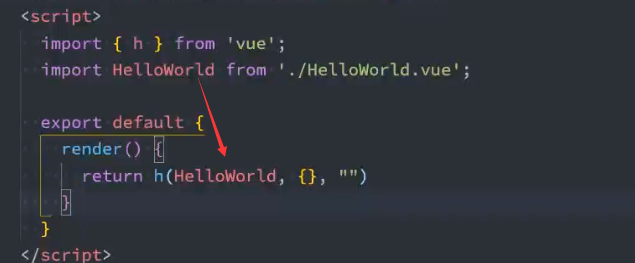 <script>
import { h } from 'vue';
import HelloWorld from './HelloWorld.vue';
export default {
render() {
return h(HelloWorld, {}, "")
}
}
</script>